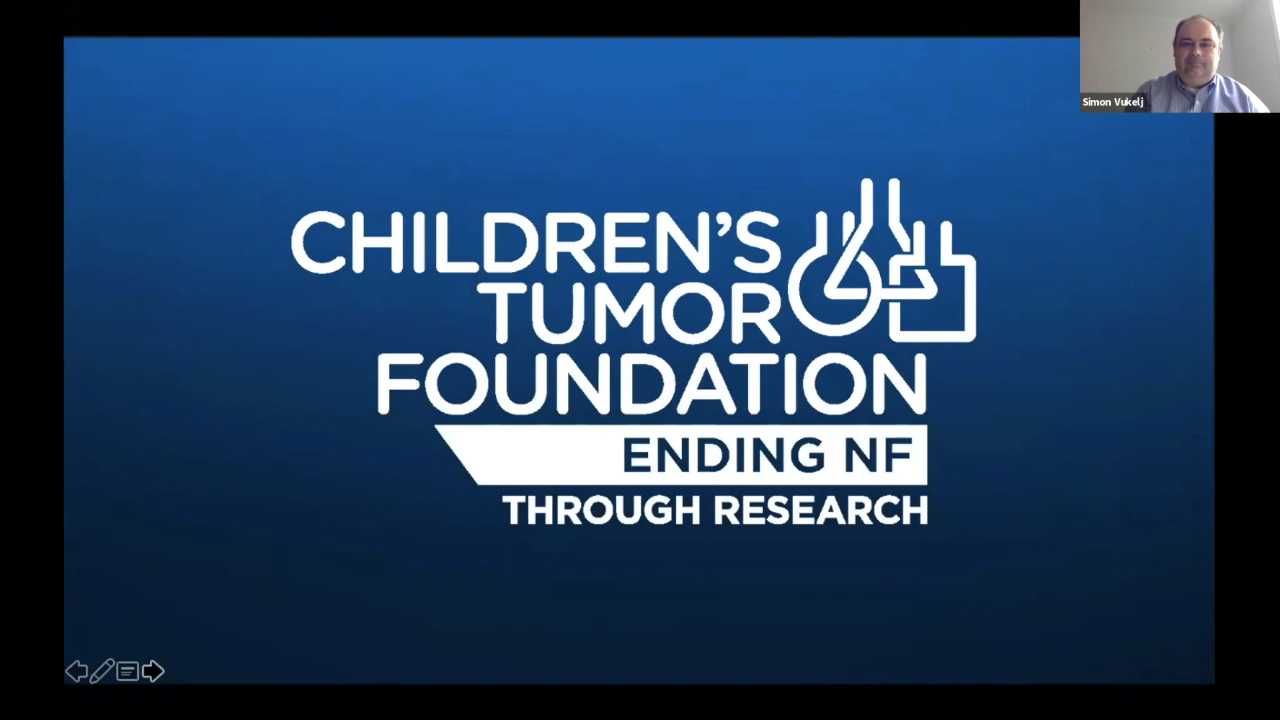 Simon Vukelj
CHILDREN'S
TUMOR
FOUNDATION
ENDING NF
THROUGH RESEARCH